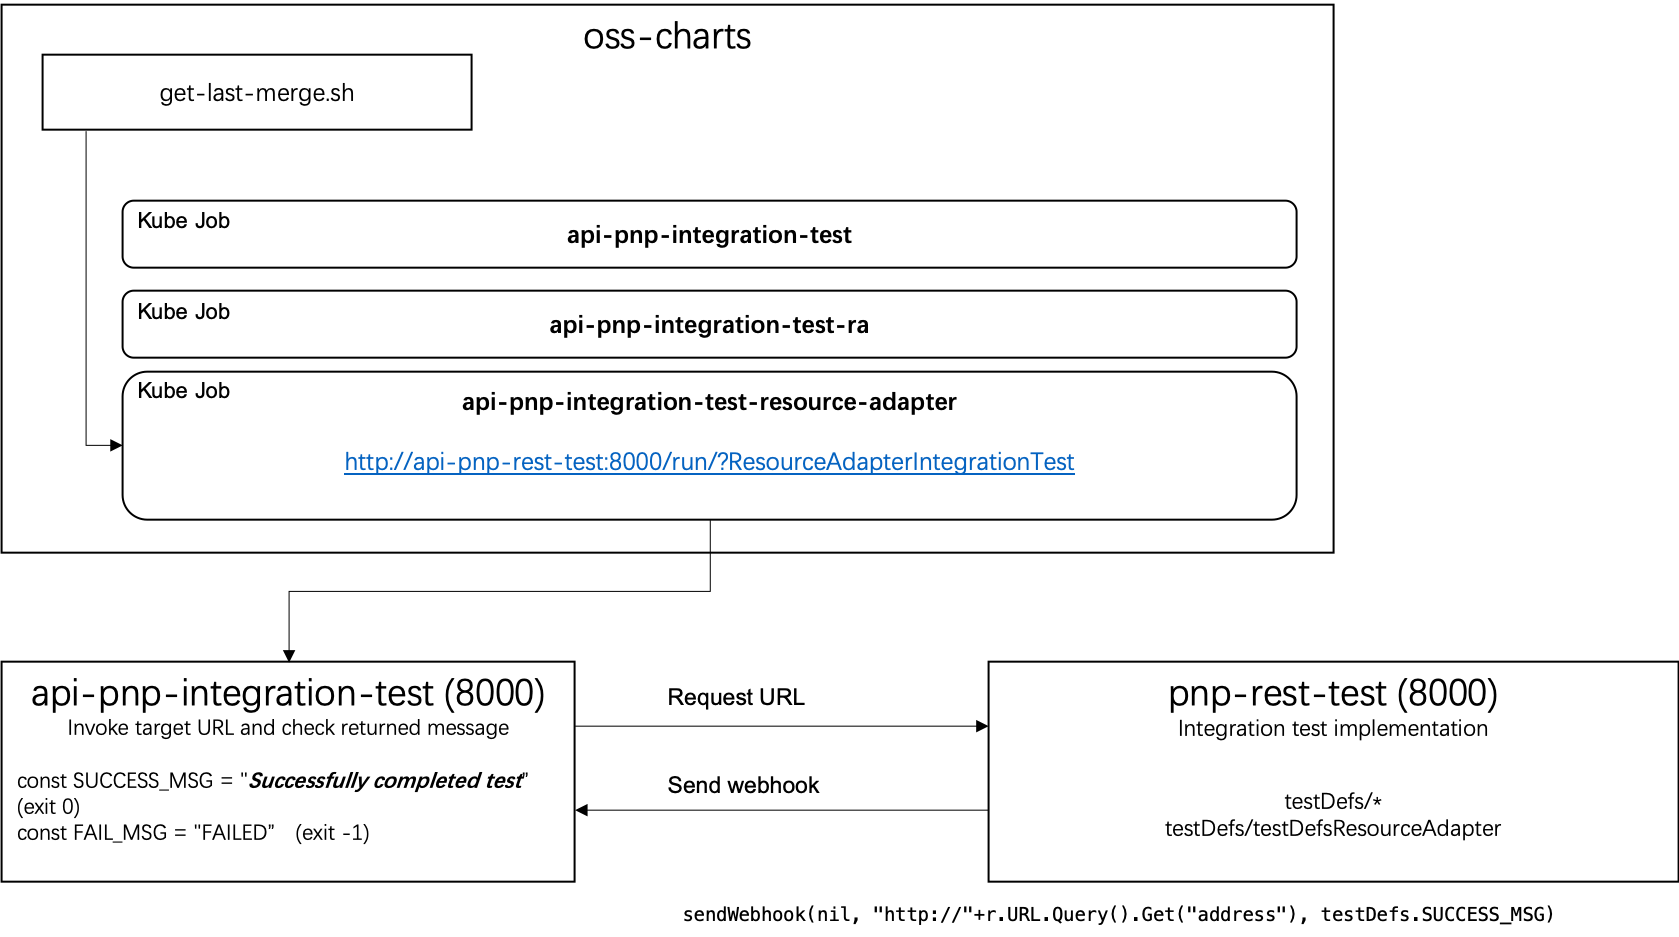 oss-charts
get-last-merge.sh
Kube Job
api-pnp-integration-test
Kube Job
api-pnp-integration-test-ra
Kube Job
api-pnp-integration-test-resource-adapter
http://api-pnp-rest-test:8000/run/?ResourceAdapterIntegrationTest
api-pnp-integration-test (8000)
Invoke target URL and check returned message
const SUCCESS_MSG = "Successfully completed test"
(exit 0)
const FAIL_MSG = "FAILED"   (exit -1)
Request URL
Send webhook
pnp-rest-test (8000)
Integration test implementation
testDefs/*
testDefs/testDefsResourceAdapter
sendWebhook(nil, "http://"+r.URL.Query().Get("address"), testDefs.SUCCESS_MSG)